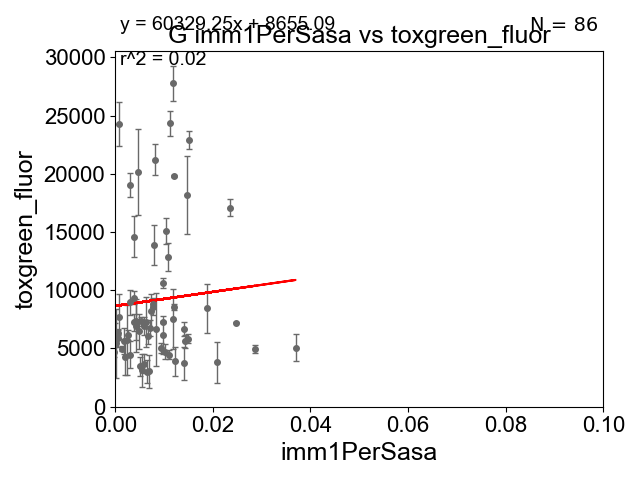 y = 60329.25x + 8655.09
N = 86
G imm1PerSasa vs toxgreen_fluor
r^2 = 0.02
30000
25000
20000
15000
10000
5000
0
toxgreen_fluor
0.00 0.02 0.04 0.06 0.08 0.10
imm1PerSasa